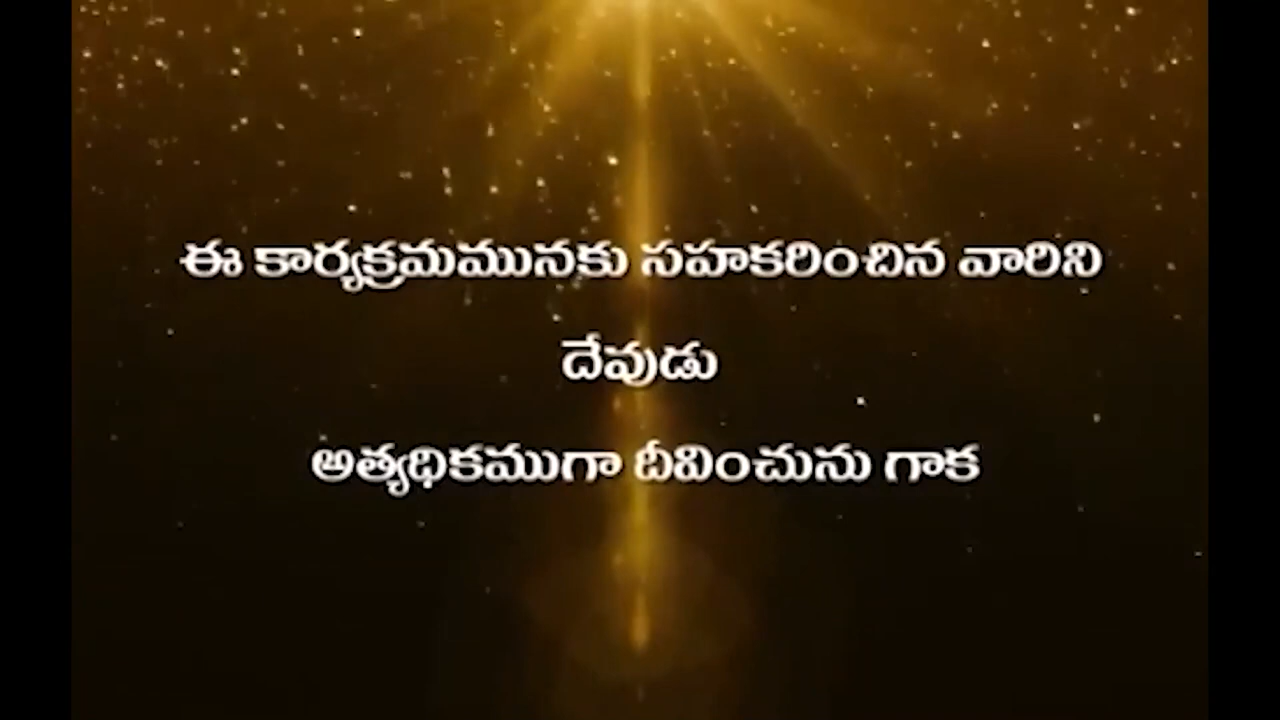 ఈ కార్యక్రమమునకు సహకరించిన వారిని
దేవుడు
అత్యధికముగా దీవించును గాక